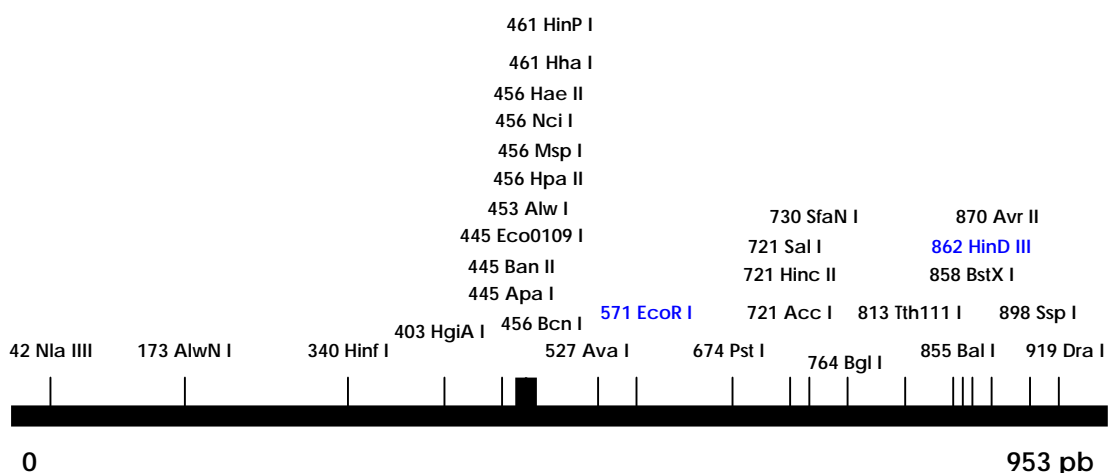 461 HinP I
461 Hha I
456 Hae II
456 Nci I
456 Msp I
456 Hpa II
453 Alw I
730 SfaN I
870 Avr II
445 Eco0109 I
721 Sal I
862 HinD III
445 Ban II
721 Hinc II
858 BstX I
445 Apa I
571 EcoR I
721 Acc I
813 Tth111 I
898 Ssp I
403 HgiA I
456 Bcn I
42 Nla IIII
173 AlwN I
340 Hinf I
527 Ava I
674 Pst I
764 Bgl I
855 Bal I
919 Dra I
0
953 pb